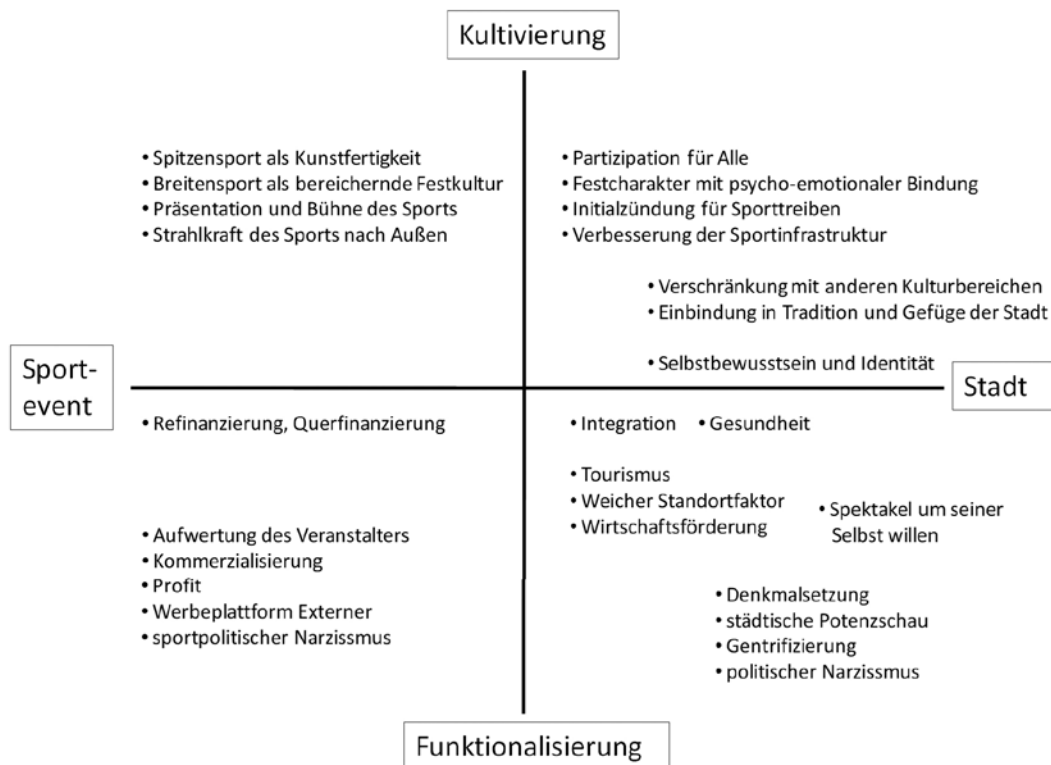 Kultivierung
• Spitzensport als Kunstfertigkeit
• Breitensport als bereichernde Festkultur
• Präsentation und Bühne des Sports
• Strahlkraft des Sports nach Außen
• Partizipation für Alle
• Festcharakter mit psycho-emotionaler Bindung
• Initialzündung für Sporttreiben
• Verbesserung der Sportinfrastruktur
• Verschränkung mit anderen Kulturbereichen
• Einbindung in Tradition und Gefüge der Stadt
• Selbstbewusstsein und Identität
Sport-
event
Stadt
• Refinanzierung, Querfinanzierung
• Aufwertung des Veranstalters
• Kommerzialisierung
• Profit
• Werbeplattform Externer
• sportpolitischer Narzissmus
• Integration • Gesundheit
• Tourismus
• Weicher Standortfaktor
• Wirtschaftsförderung
• Spektakel um seiner
Selbst willen
• Denkmalsetzung
• städtische Potenzschau
• Gentrifizierung
• politischer Narzissmus
Funktionalisierung